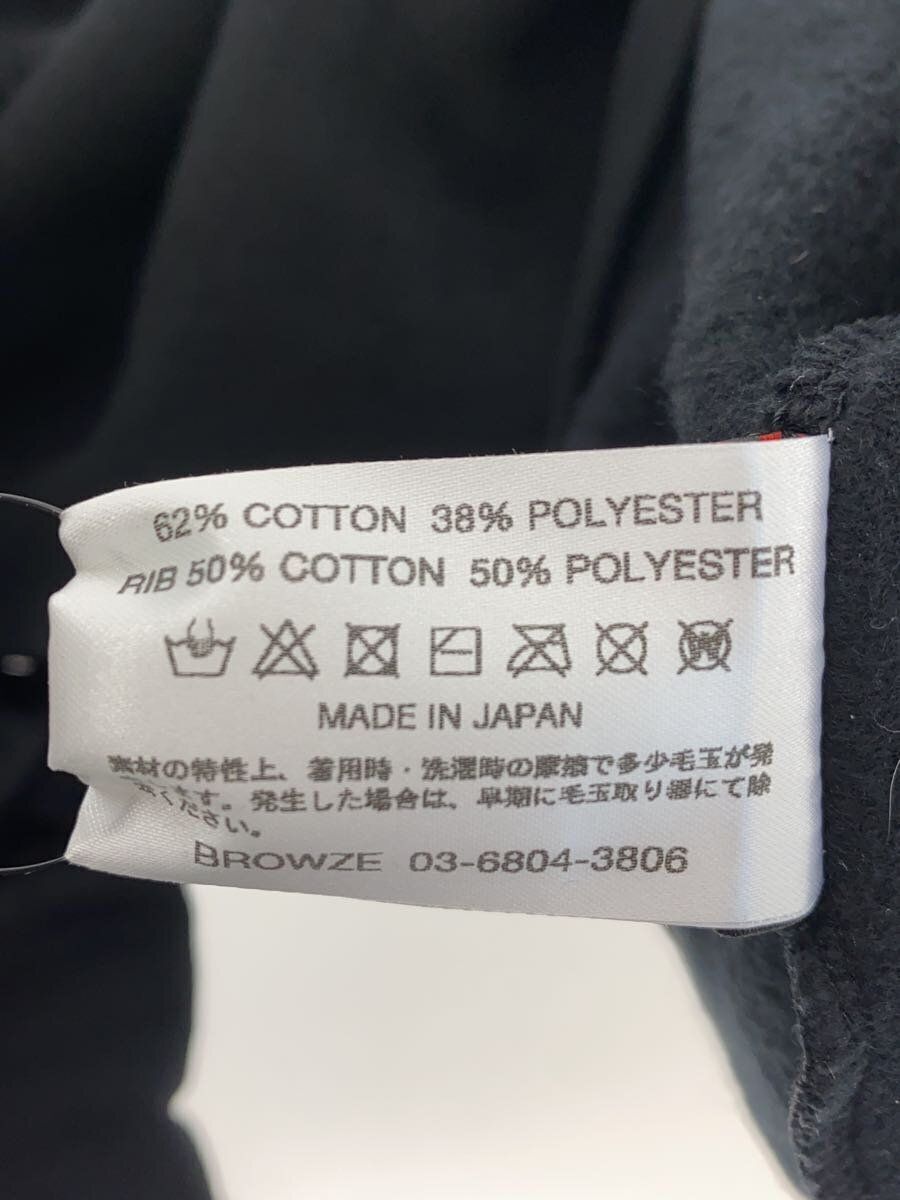 62% COTTON 38% POLYESTER
RIB 50% COTTON 50% POLYESTER
MADE IN JAPAN
素材の特性上、着用時・洗濯時の摩擦で多少毛玉が発
ます。発生した場合は、早期に毛玉取り器にて除
ください。
BROWZE 03-6804-3806